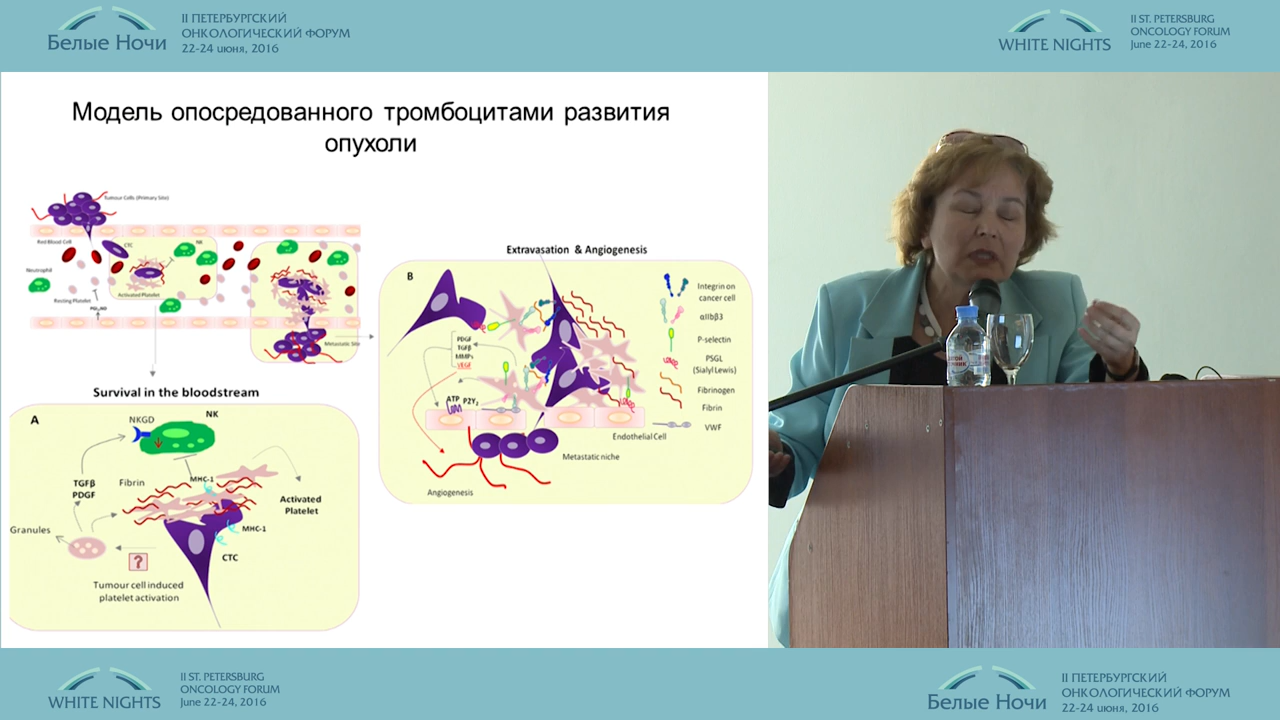 II ПЕТЕРБУРГСКИЙ
ОНКОЛОГИЧЕСКИЙ ФОРУМ
22-24 июня, 2016
Белые Ночи
WHITE NIGHTS
II ST. PETERSBURG
ONCOLOGY FORUM
June 22-24, 2016
Модель опосредованного тромбоцитами развития
опухоли
Tumour Cells (Primary Site)
Red Blood Cell
CTC
NK
Neutrophil
Activated Platelet
Resting Platelet
Metastatic Site
Survival in the bloodstream
A
NKGD
NK
MHC-1
TGFβ
PDGF
Fibrin
Activated
Platelet
Granules
MHC-1
CTC
?
Tumour cell induced
platelet activation
Extravasation & Angiogenesis
B
PDGF
TGFβ
MMPs
VEGF
ATP P2Y₂
Endothelial Cell
Metastatic niche
Angiogenesis
Integrin on
cancer cell
αIIbβ3
P-selectin
PSGL
(Sialyl Lewis)
Fibrinogen
Fibrin
VWF
WHITE NIGHTS
II ST. PETERSBURG
ONCOLOGY FORUM
June 22-24, 2016
Белые Ночи
II ПЕТЕРБУРГСКИЙ
ОНКОЛОГИЧЕСКИЙ ФОРУМ
22-24 июня, 2016